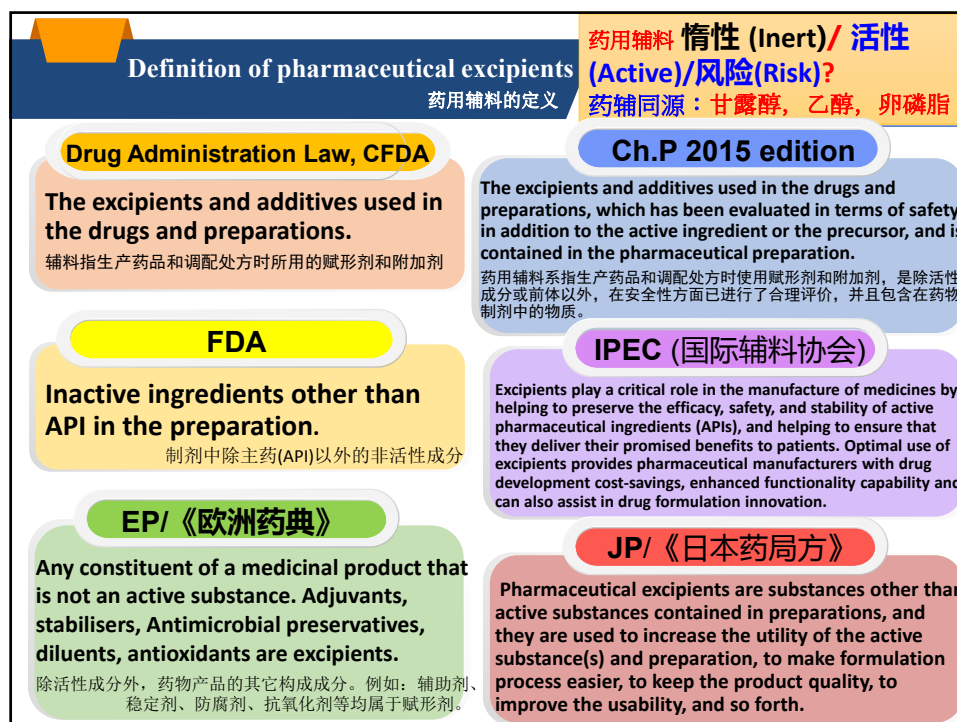 Definition of pharmaceutical excipients
药用辅料的定义
药用辅料 惰性 (Inert)/ 活性
(Active)/风险(Risk)?
药辅同源：甘露醇，乙醇，卵磷脂
Drug Administration Law, CFDA
The excipients and additives used in
the drugs and preparations.
辅料指生产药品和调配处方时所用的赋形剂和附加剂
Ch.P 2015 edition
The excipients and additives used in the drugs and
preparations, which has been evaluated in terms of safety
in addition to the active ingredient or the precursor, and is
contained in the pharmaceutical preparation.
药用辅料系指生产药品和调配处方时使用赋形剂和附加剂，是除活性
成分或前体以外，在安全性方面已进行了合理评价，并且包含在药物
制剂中的物质。
FDA
Inactive ingredients other than
API in the preparation.
制剂中除主药(API)以外的非活性成分
IPEC (国际辅料协会)
Excipients play a critical role in the manufacture of medicines by
helping to preserve the efficacy, safety, and stability of active
pharmaceutical ingredients (APIs), and helping to ensure that
they deliver their promised benefits to patients. Optimal use of
excipients provides pharmaceutical manufacturers with drug
development cost-savings, enhanced functionality capability and
can also assist in drug formulation innovation.
EP/《欧洲药典》
Any constituent of a medicinal product that
is not an active substance. Adjuvants,
stabilisers, Antimicrobial preservatives,
diluents, antioxidants are excipients.
除活性成分外，药物产品的其它构成成分。例如：辅助剂、
稳定剂、防腐剂、抗氧化剂等均属于赋形剂。
JP/《日本药局方》
Pharmaceutical excipients are substances other than
active substances contained in preparations, and
they are used to increase the utility of the active
substance(s) and preparation, to make formulation
process easier, to keep the product quality, to
improve the usability, and so forth.